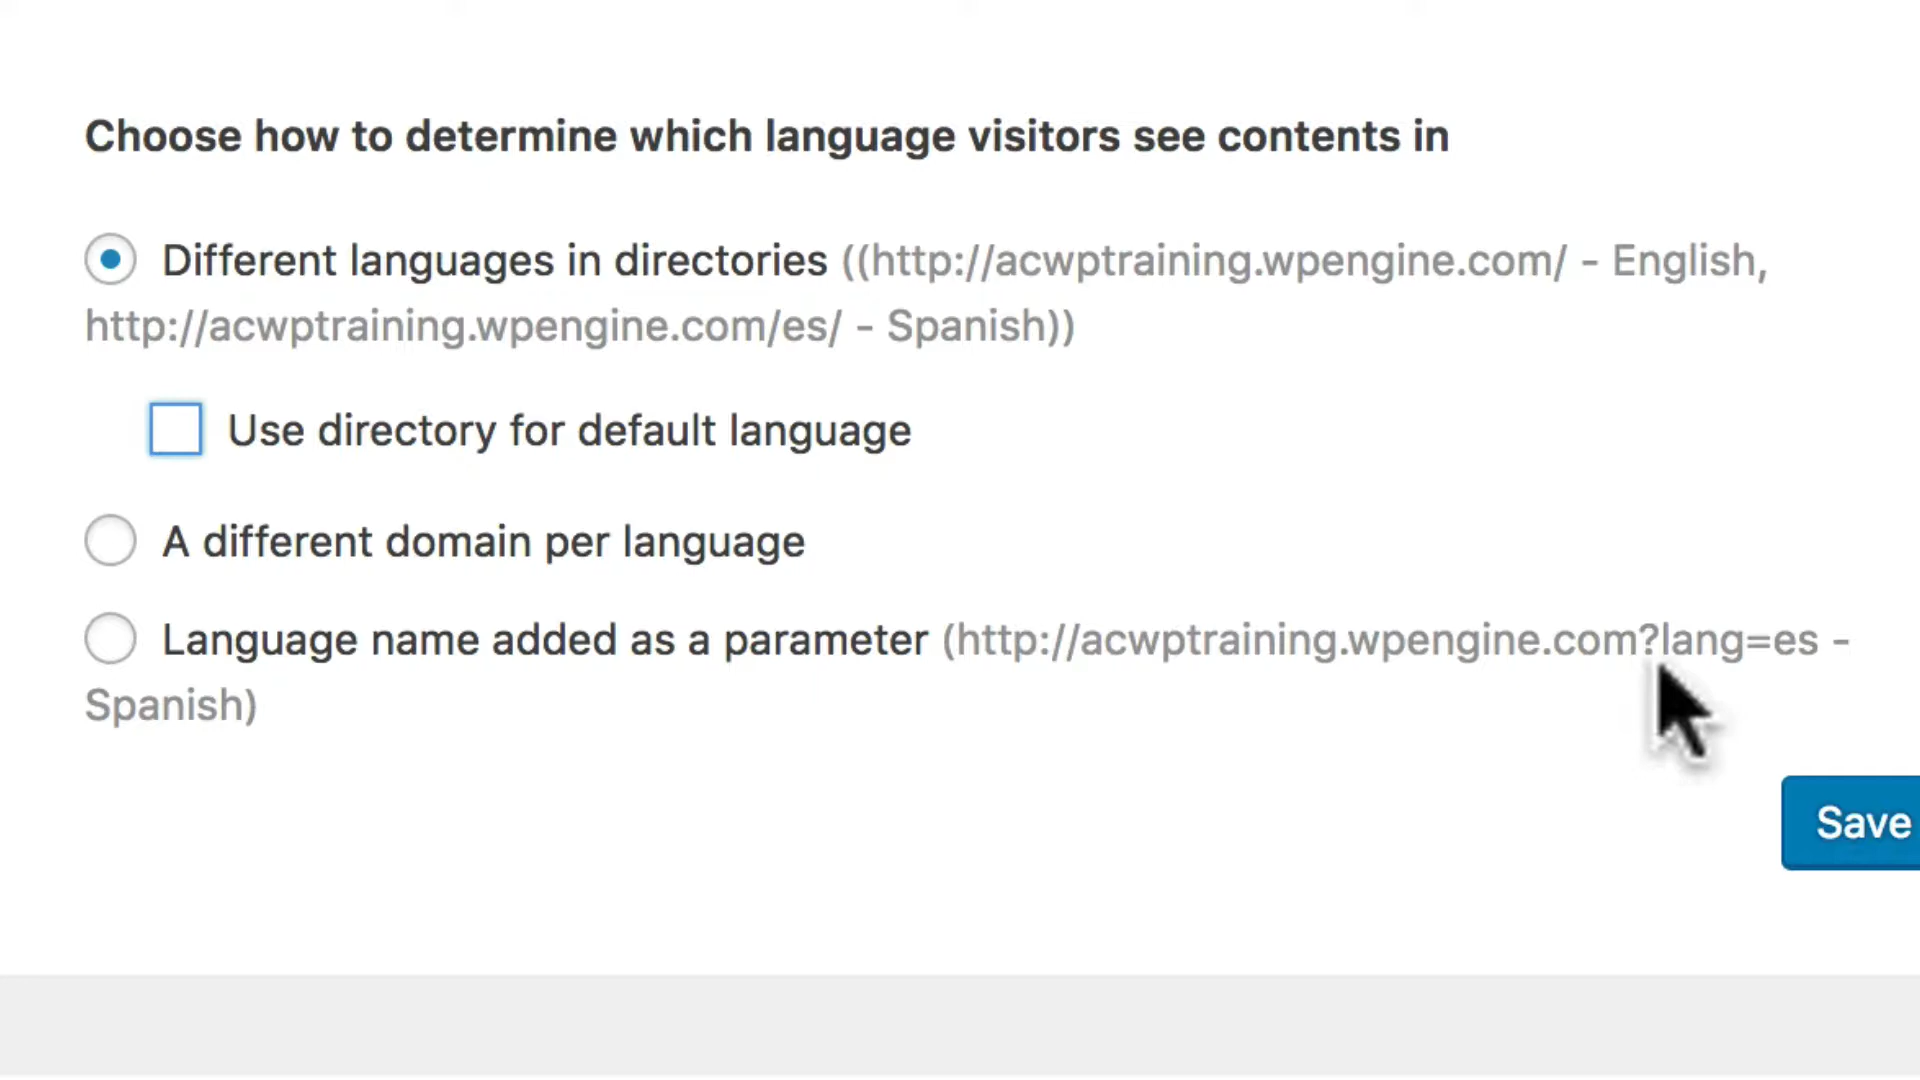 Choose how to determine which language visitors see contents in
Different languages in directories ((http://acwptraining.wpengine.com/ - English,
http://acwptraining.wpengine.com/es/ - Spanish))
Use directory for default language
A different domain per language
Language name added as a parameter (http://acwptraining.wpengine.com?lang=es -
Spanish)
Save